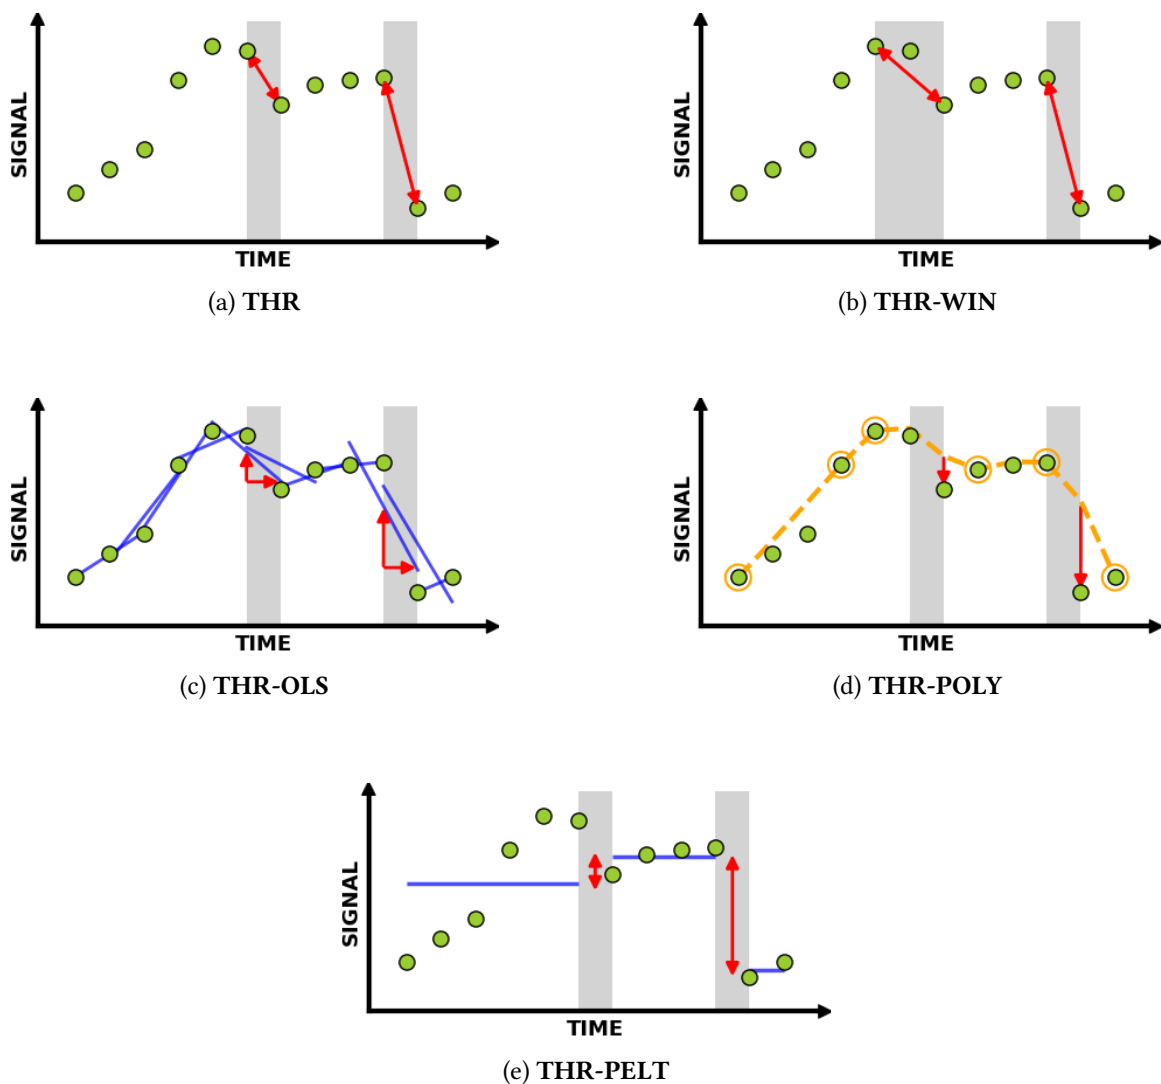 SIGNAL
TIME
(a) THR
SIGNAL
TIME
(b) THR-WIN
SIGNAL
TIME
(c) THR-OLS
SIGNAL
TIME
(d) THR-POLY
SIGNAL
TIME
(e) THR-PELT